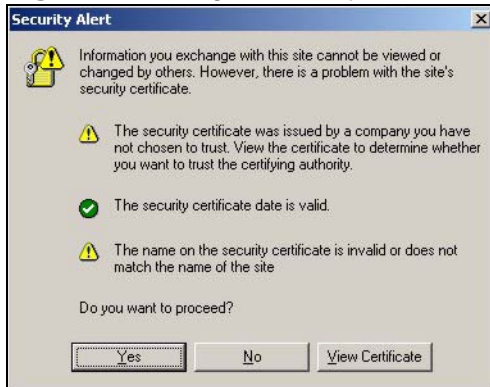 Security Alert
Information you exchange with this site cannot be viewed or
changed by others. However, there is a problem with the site's
security certificate.
The security certificate was issued by a company you have
not chosen to trust. View the certificate to determine whether
you want to trust the certifying authority.
The security certificate date is valid.
The name on the security certificate is invalid or does not
match the name of the site
Do you want to proceed?
Yes No View Certificate